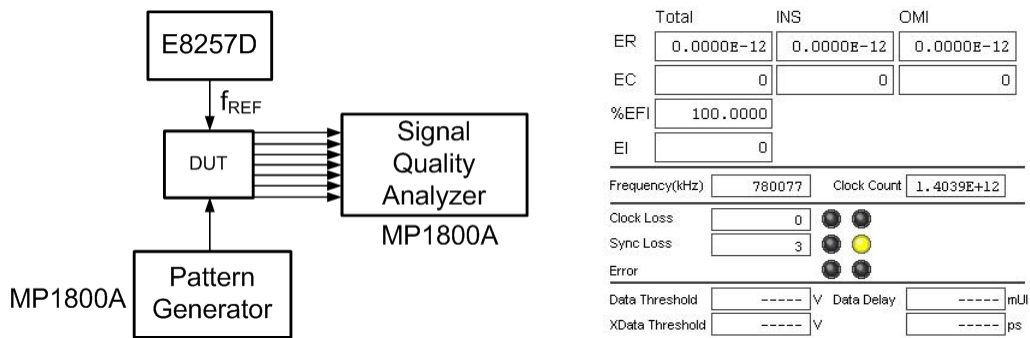 E8257D
fREF
DUT
Signal
Quality
Analyzer
MP1800A
MP1800A
Pattern
Generator
Total INS OMI
ER 0.0000E-12 0.0000E-12 0.0000E-12
EC 0 0 0
%EFI 100.0000
EI 0
Frequency(kHz) 780077 Clock Count 1.4039E+12
Clock Loss 0
Sync Loss 3
Error
Data Threshold ----- V Data Delay ----- mUI
XData Threshold ----- V ----- ps